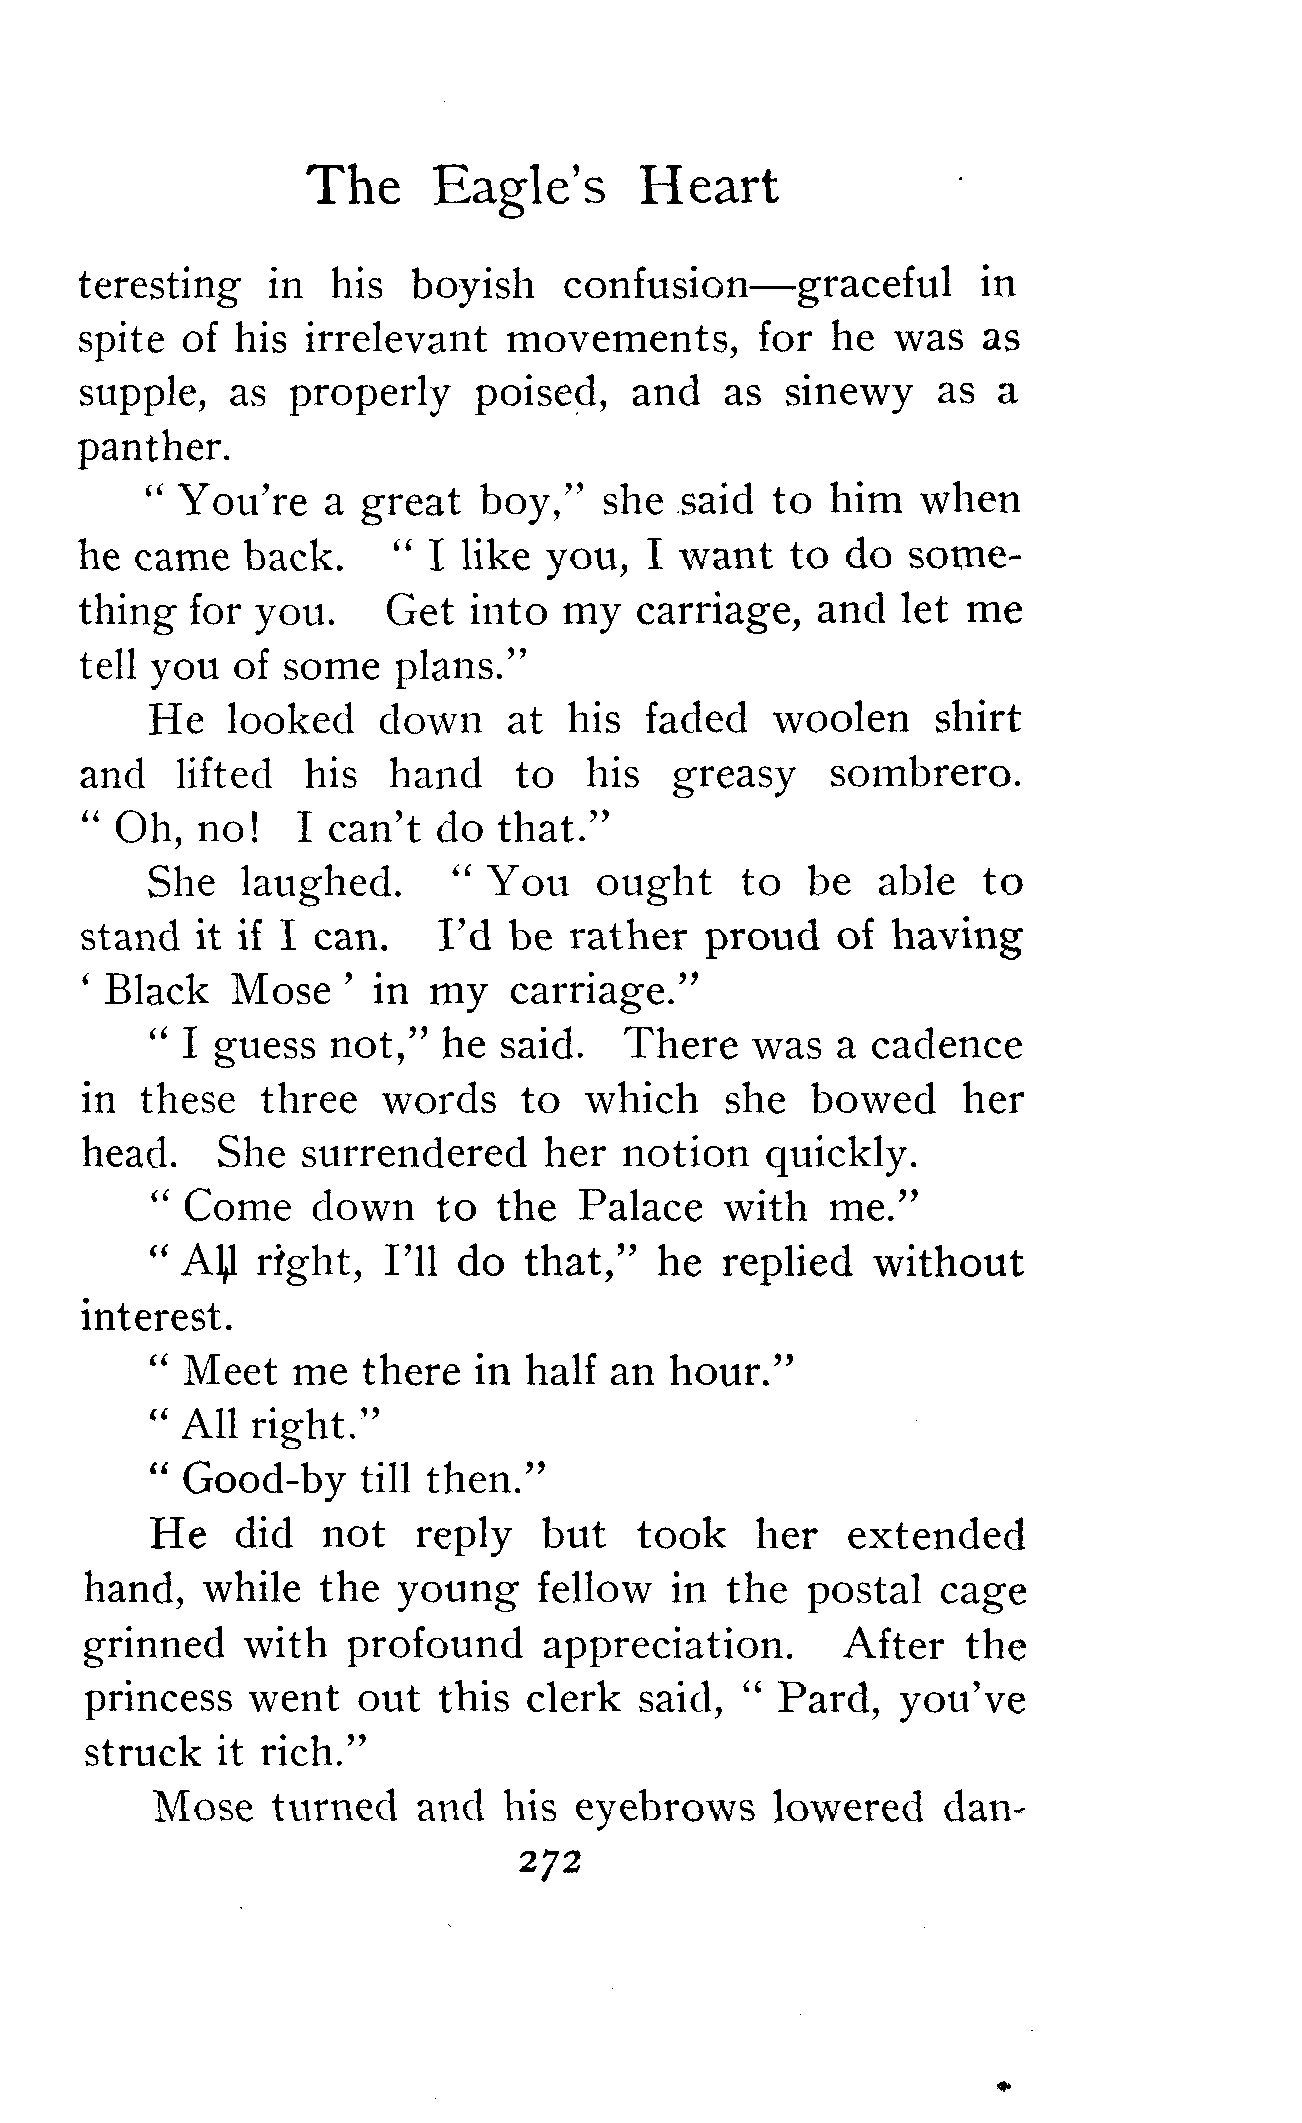 The Eagle's Heart
teresting in his boyish confusion—graceful in
spite of his irrelevant movements, for he was as
supple, as properly poised, and as sinewy as a
panther.
“ You're a great boy,” she said to him when
he came back. “ I like you, I want to do some-
thing for you. Get into my carriage, and let me
tell you of some plans.”
He looked down at his faded woolen shirt
and lifted his hand to his greasy sombrero.
“ Oh, no! I can't do that.”
She laughed. “ You ought to be able to
stand it if I can. I'd be rather proud of having
‘ Black Mose ’ in my carriage.”
“ I guess not,” he said. There was a cadence
in these three words to which she bowed her
head. She surrendered her notion quickly.
“ Come down to the Palace with me.”
“ All right, I'll do that,” he replied without
interest.
“ Meet me there in half an hour.”
“ All right.”
“ Good-by till then.”
He did not reply but took her extended
hand, while the young fellow in the postal cage
grinned with profound appreciation. After the
princess went out this clerk said, “ Pard, you've
struck it rich.”
Mose turned and his eyebrows lowered dan-
272